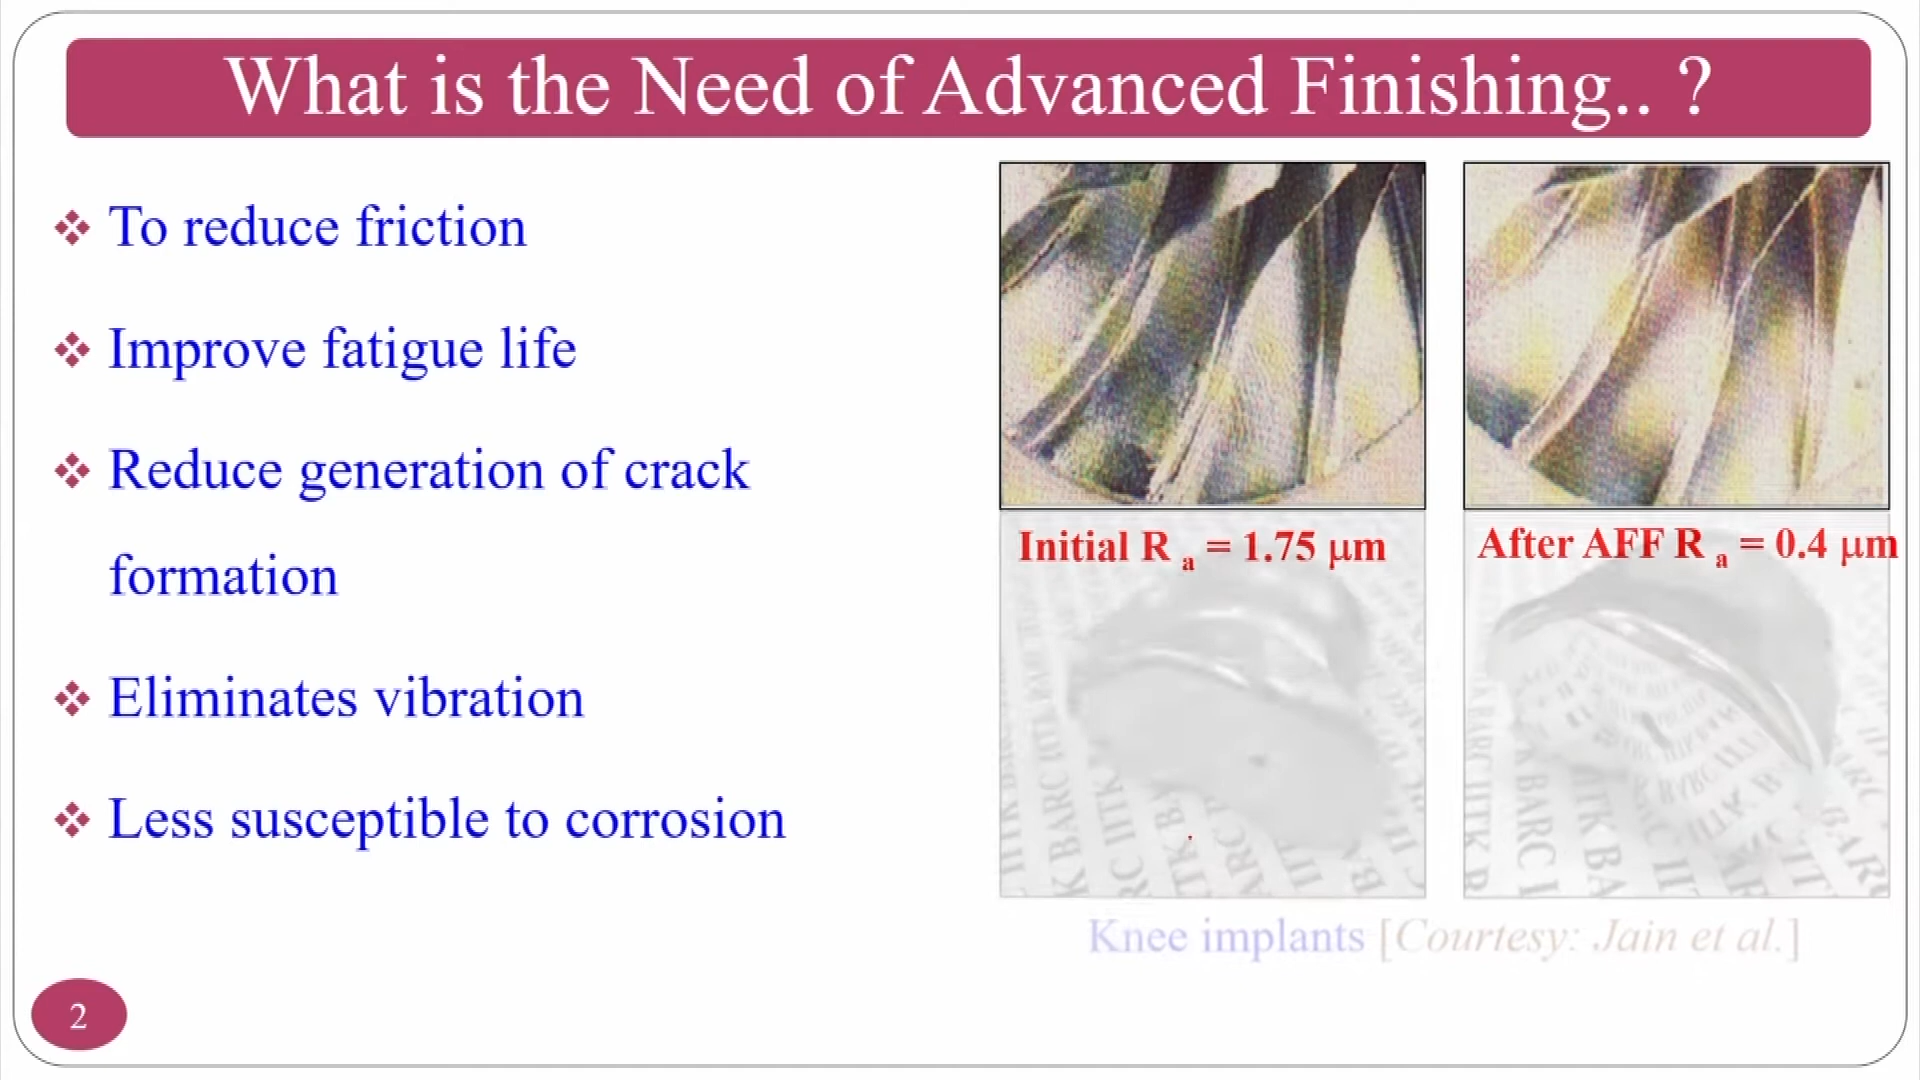 What is the Need of Advanced Finishing.. ?
❖ To reduce friction
❖ Improve fatigue life
❖ Reduce generation of crack
formation
❖ Eliminates vibration
❖ Less susceptible to corrosion
Initial R a = 1.75 µm
After AFF R a = 0.4 µm
Knee implants [Courtesy: Jain et al.]
2